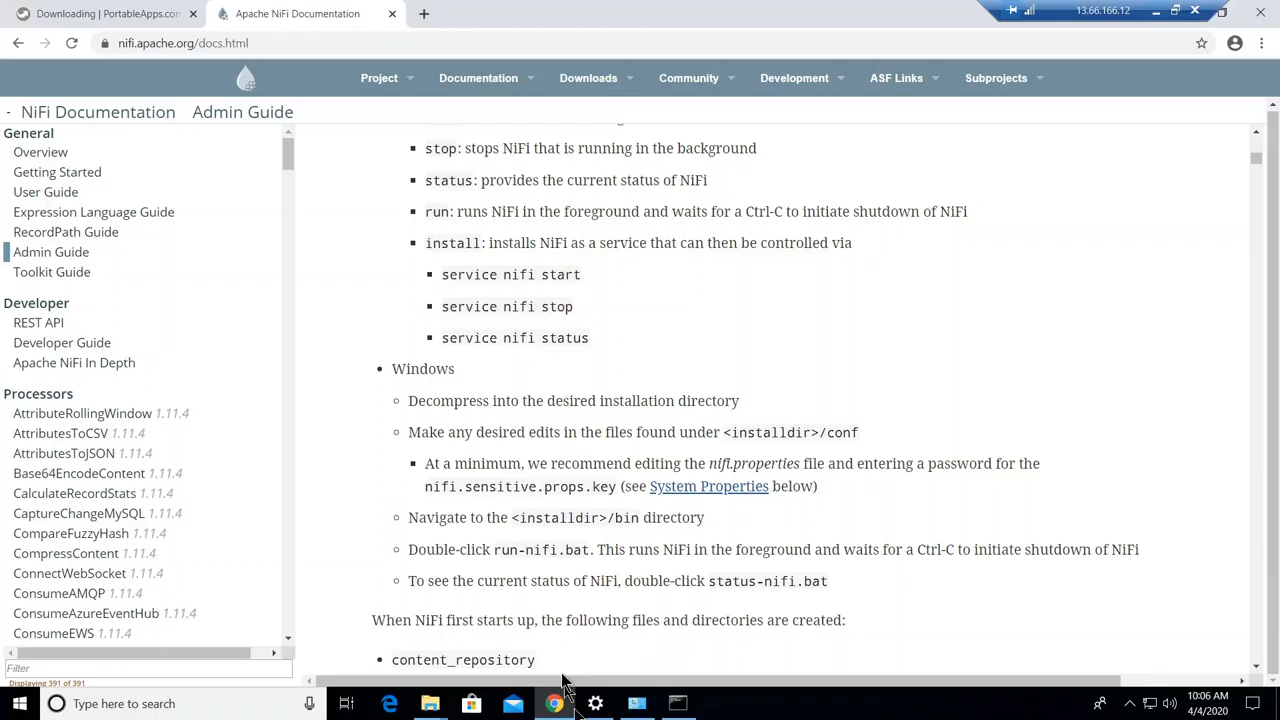 Downloading | PortableApps.com
Apache NiFi Documentation
13.66.166.12
nifi.apache.org/docs.html
Project Documentation Downloads Community Development ASF Links Subprojects
- NiFi Documentation Admin Guide
General
Overview
Getting Started
User Guide
Expression Language Guide
RecordPath Guide
Admin Guide
Toolkit Guide
Developer
REST API
Developer Guide
Apache NiFi In Depth
Processors
AttributeRollingWindow 1.11.4
AttributesToCSV 1.11.4
AttributesToJSON 1.11.4
Base64EncodeContent 1.11.4
CalculateRecordStats 1.11.4
CaptureChangeMySQL 1.11.4
CompareFuzzyHash 1.11.4
CompressContent 1.11.4
ConnectWebSocket 1.11.4
ConsumeAMQP 1.11.4
ConsumeAzureEventHub 1.11.4
ConsumeEWS 1.11.4
Filter
Displaying 391 of 391
stop: stops NiFi that is running in the background
status: provides the current status of NiFi
run: runs NiFi in the foreground and waits for a Ctrl-C to initiate shutdown of NiFi
install: installs NiFi as a service that can then be controlled via
service nifi start
service nifi stop
service nifi status
Windows
Decompress into the desired installation directory
Make any desired edits in the files found under <installdir>/conf
At a minimum, we recommend editing the nifi.properties file and entering a password for the
nifi.sensitive.props.key (see System Properties below)
Navigate to the <installdir>/bin directory
Double-click run-nifi.bat. This runs NiFi in the foreground and waits for a Ctrl-C to initiate shutdown of NiFi
To see the current status of NiFi, double-click status-nifi.bat
When NiFi first starts up, the following files and directories are created:
content_repository
Type here to search
10:06 AM
4/4/2020